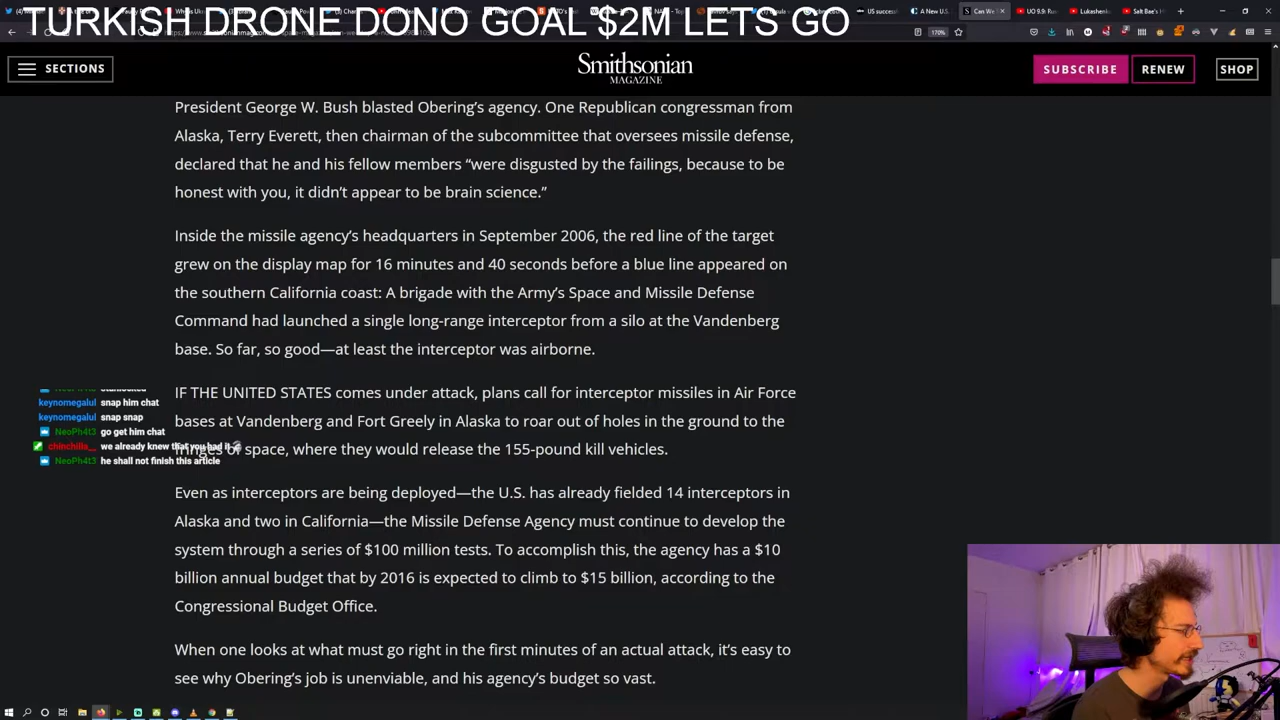 TURKISH DRONE DONO GOAL $2M LETS GO
170%
SECTIONS
Smithsonian
MAGAZINE
SUBSCRIBE
RENEW
SHOP
President George W. Bush blasted Obering’s agency. One Republican congressman from
Alaska, Terry Everett, then chairman of the subcommittee that oversees missile defense,
declared that he and his fellow members “were disgusted by the failings, because to be
honest with you, it didn’t appear to be brain science.”
Inside the missile agency’s headquarters in September 2006, the red line of the target
grew on the display map for 16 minutes and 40 seconds before a blue line appeared on
the southern California coast: A brigade with the Army’s Space and Missile Defense
Command had launched a single long-range interceptor from a silo at the Vandenberg
base. So far, so good—at least the interceptor was airborne.
IF THE UNITED STATES comes under attack, plans call for interceptor missiles in Air Force
bases at Vandenberg and Fort Greely in Alaska to roar out of holes in the ground to the
fringes of space, where they would release the 155-pound kill vehicles.
keynomegalul snap him chat
keynomegalul snap snap
NeoPh4t3 go get him chat
chinchilla__ we already knew that you had it
NeoPh4t3 he shall not finish this article
Even as interceptors are being deployed—the U.S. has already fielded 14 interceptors in
Alaska and two in California—the Missile Defense Agency must continue to develop the
system through a series of $100 million tests. To accomplish this, the agency has a $10
billion annual budget that by 2016 is expected to climb to $15 billion, according to the
Congressional Budget Office.
When one looks at what must go right in the first minutes of an actual attack, it’s easy to
see why Obering’s job is unenviable, and his agency’s budget so vast.